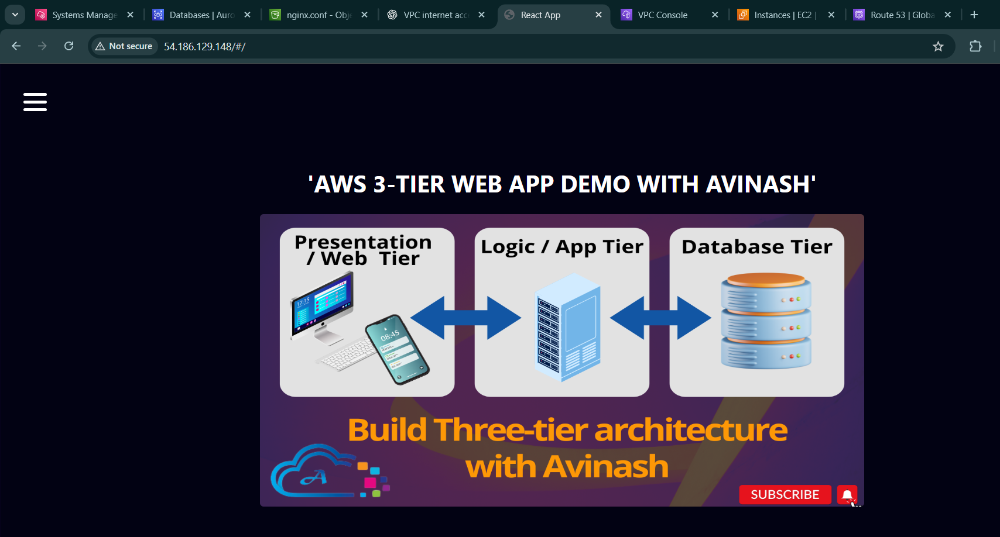 Systems Manage
Databases | Auro
nginx.conf - Obje
VPC internet acc
React App
VPC Console
Instances | EC2 |
Route 53 | Globa
Not secure
54.186.129.148/#/
'AWS 3-TIER WEB APP DEMO WITH AVINASH'
Presentation
/ Web Tier
Logic / App Tier
Database Tier
17:15
08:45
Build Three-tier architecture
with Avinash
A
SUBSCRIBE